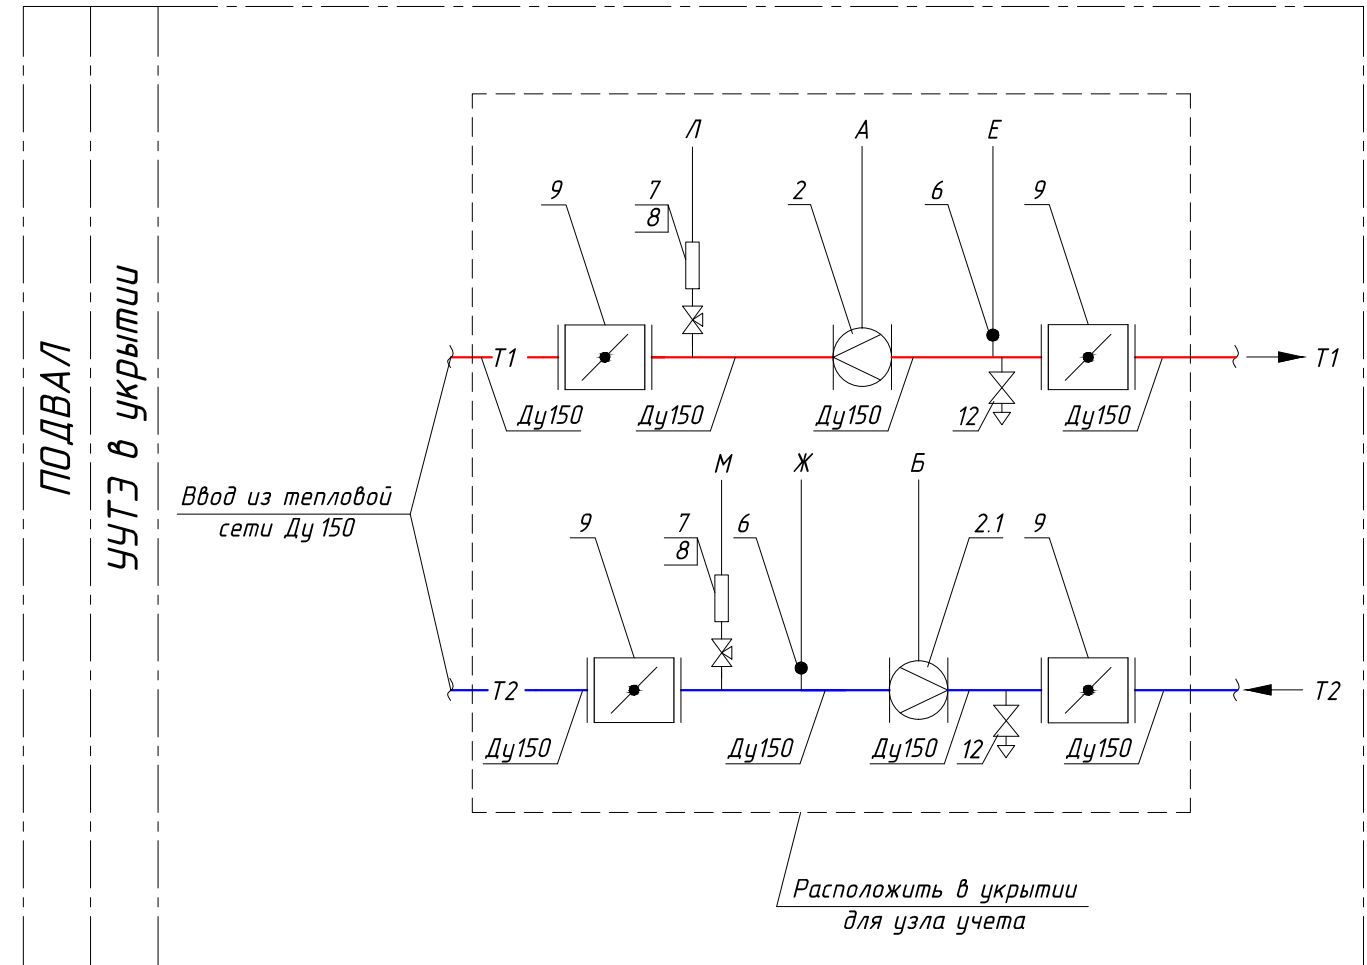 ПОДВАЛ
УУТЭ в укрытии
Л
А
Е
9
7
8
2
6
9
Т1
Т1
Ду150
Ду150
Ду150
12
Ду150
Ввод из тепловой
сети Ду 150
М
Ж
Б
9
7
8
6
2.1
9
Т2
Т2
Ду150
Ду150
Ду150
12
Ду150
Расположить в укрытии
для узла учета